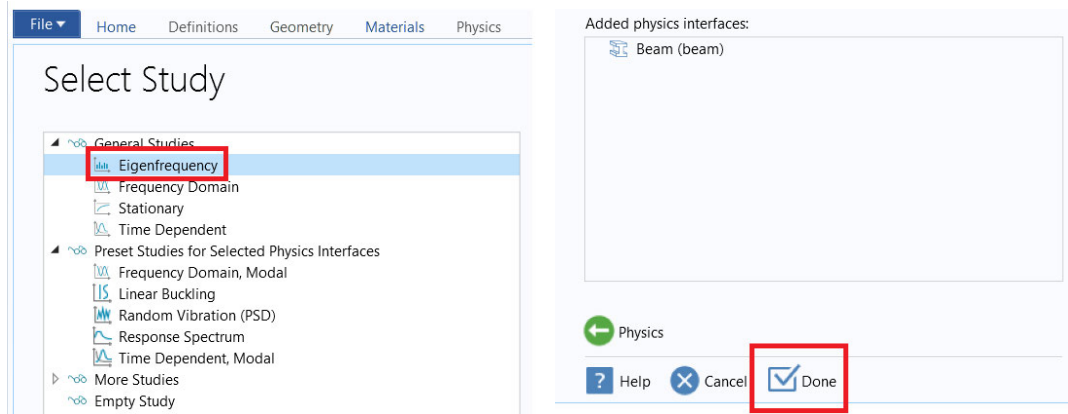 File
Home
Definitions
Geometry
Materials
Physics
Select Study
General Studies
Eigenfrequency
Frequency Domain
Stationary
Time Dependent
Preset Studies for Selected Physics Interfaces
Frequency Domain, Modal
Linear Buckling
Random Vibration (PSD)
Response Spectrum
Time Dependent, Modal
More Studies
Empty Study
Added physics interfaces:
Beam (beam)
Physics
? Help
Cancel
Done